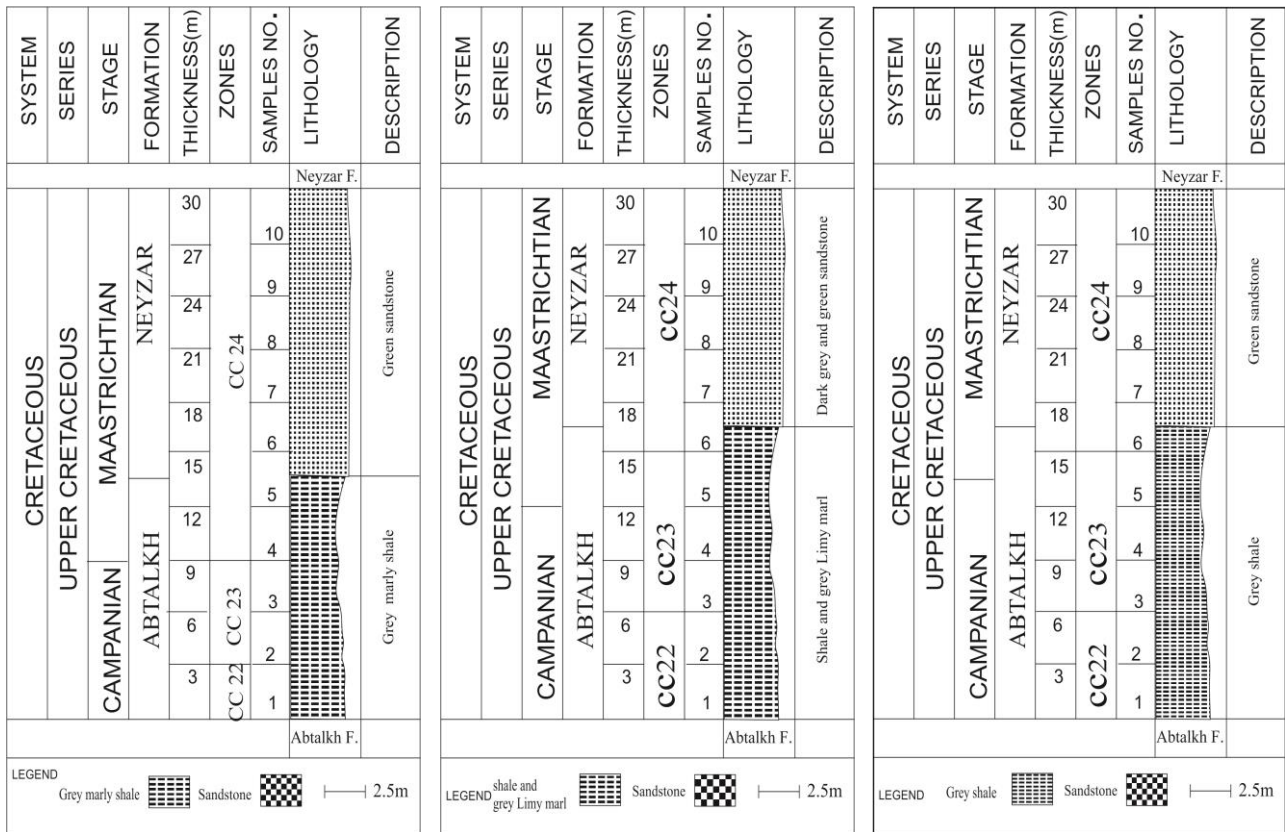 SYSTEM
SERIES
STAGE
FORMATION
THICKNESS(m)
ZONES
SAMPLES NO.
LITHOLOGY
DESCRIPTION
Neyzar F.
CRETACEOUS
UPPER CRETACEOUS
MAASTRICHTIAN
CAMPANIAN
NEYZAR
ABTALKH
30
27
24
21
18
15
12
9
6
3
CC 24
CC 23
CC 22
10
9
8
7
6
5
4
3
2
1
Green sandstone
Grey marly shale
Abtalkh F.
LEGEND
Grey marly shale
Sandstone
2.5m
SYSTEM
SERIES
STAGE
FORMATION
THICKNESS(m)
ZONES
SAMPLES NO.
LITHOLOGY
DESCRIPTION
Neyzar F.
CRETACEOUS
UPPER CRETACEOUS
MAASTRICHTIAN
CAMPANIAN
NEYZAR
ABTALKH
30
27
24
21
18
15
12
9
6
3
cc24
cc23
cc22
10
9
8
7
6
5
4
3
2
1
Dark grey and green sandstone
Shale and grey Limy marl
Abtalkh F.
LEGEND
shale and
grey Limy marl
Sandstone
2.5m
SYSTEM
SERIES
STAGE
FORMATION
THICKNESS(m)
ZONES
SAMPLES NO.
LITHOLOGY
DESCRIPTION
Neyzar F.
CRETACEOUS
UPPER CRETACEOUS
MAASTRICHTIAN
CAMPANIAN
NEYZAR
ABTALKH
30
27
24
21
18
15
12
9
6
3
cc24
cc23
cc22
10
9
8
7
6
5
4
3
2
1
Green sandstone
Grey shale
Abtalkh F.
LEGEND
Grey shale
Sandstone
2.5m